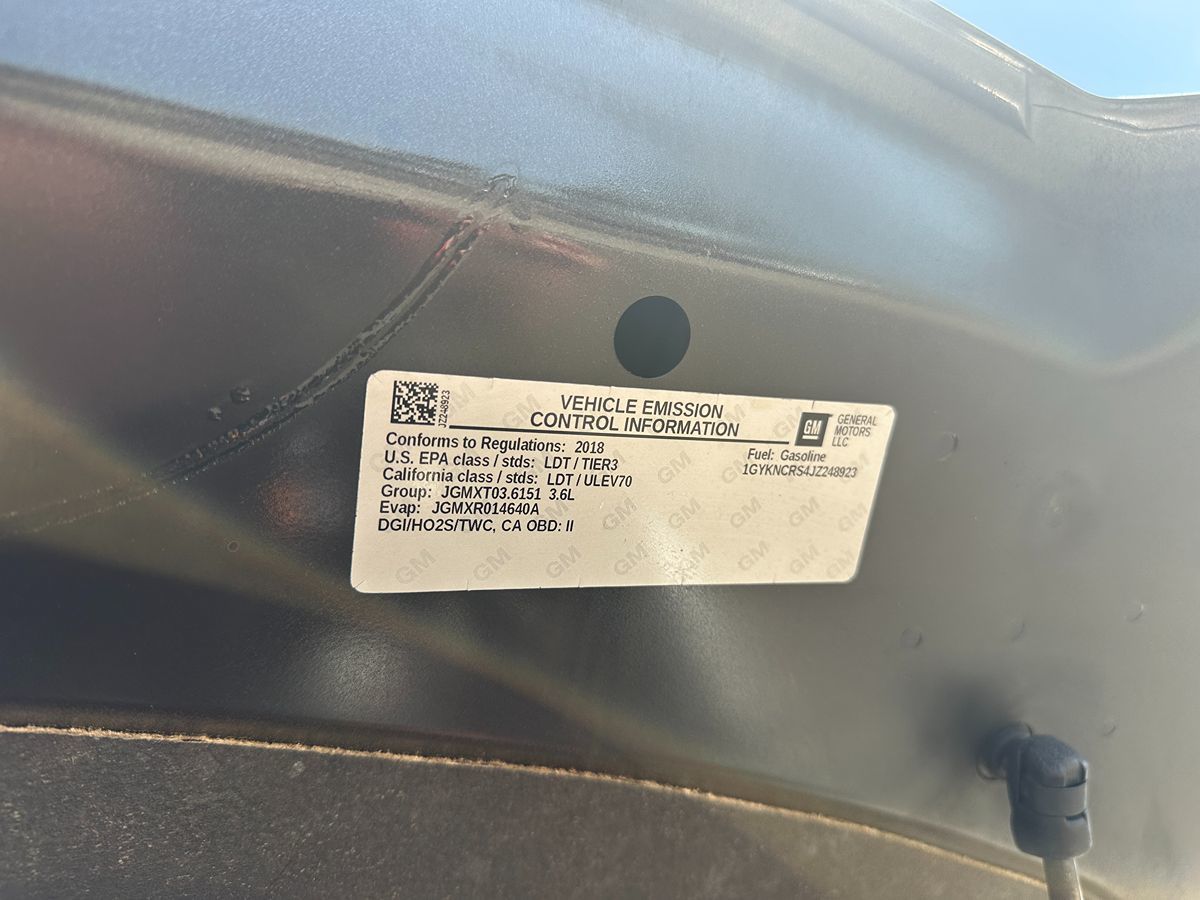 JZ248923
VEHICLE EMISSION
CONTROL INFORMATION
GM
GENERAL
MOTORS
LLC
Conforms to Regulations: 2018
U.S. EPA class / stds: LDT / TIER3
California class / stds: LDT / ULEV70
Group: JGMXT03.6151 3.6L
Evap: JGMXR014640A
DGI/HO2S/TWC, CA OBD: II
Fuel: Gasoline
1GYKNCRS4JZ248923